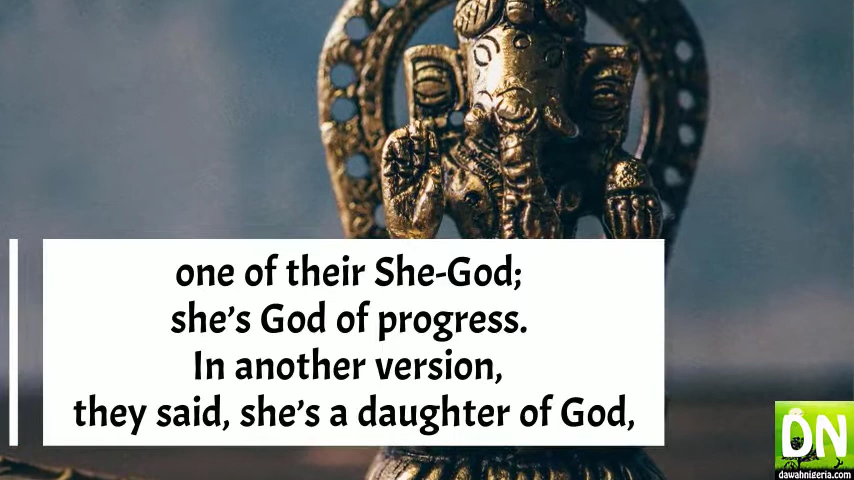 one of their She-God;
she's God of progress.
In another version,
they said, she's a daughter of God,
DN
dawahnigeria.com